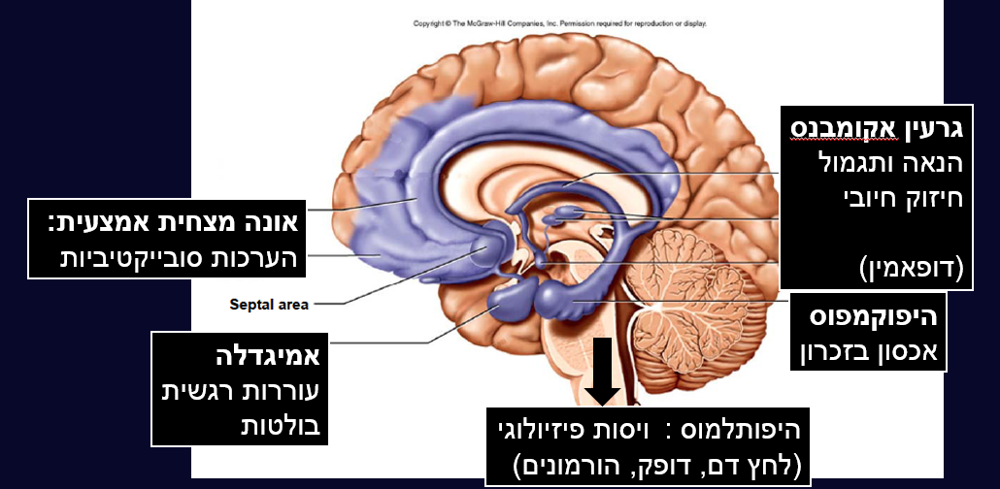 Copyright © The McGraw-Hill Companies, Inc. Permission required for reproduction or display.
גרעין אקומבנס
הנאה ותגמול
חיזוק חיובי
(דופאמין)
אונה מצחית אמצעית:
הערכות סובייקטיביות
Septal area
היפוקמפוס
אכסון בזכרון
אמיגדלה
עוררות רגשית
בולטות
היפותלמוס : ויסות פיזיולוגי
(לחץ דם, דופק, הורמונים)